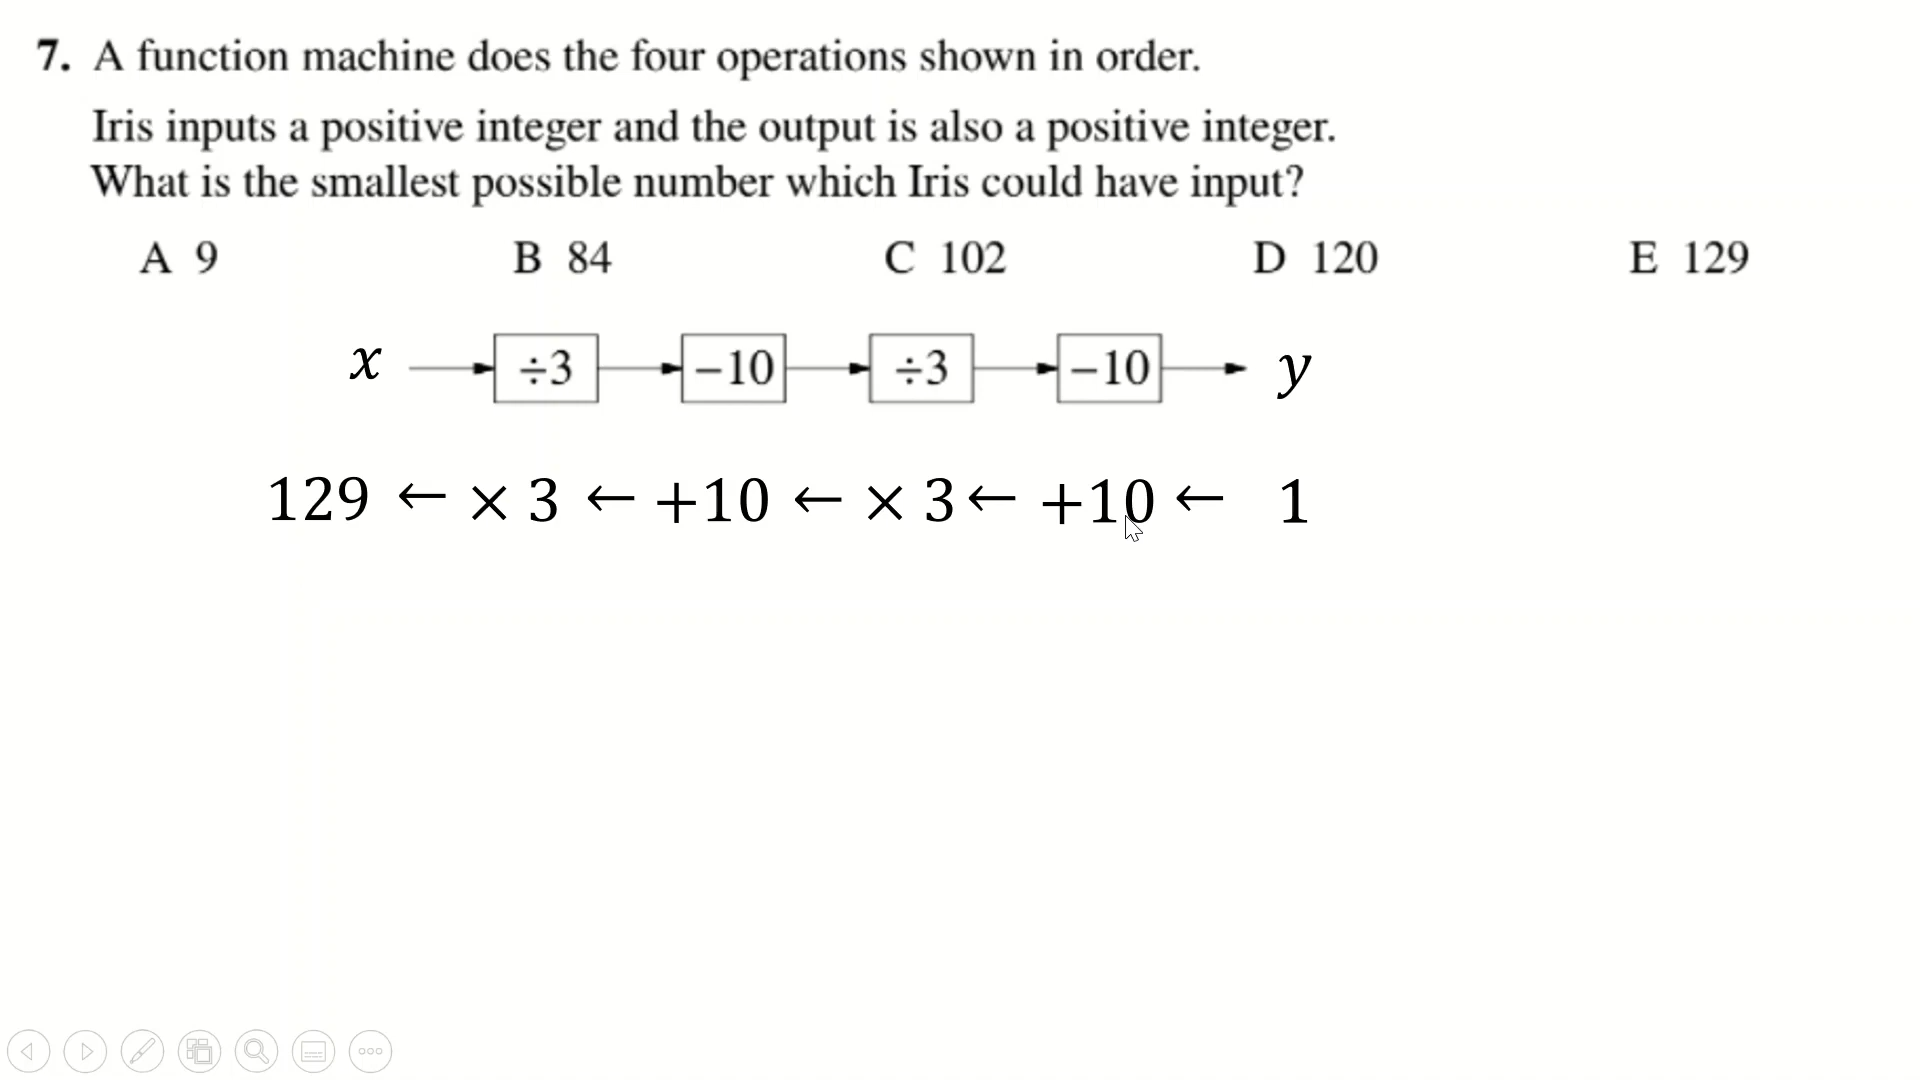 7. A function machine does the four operations shown in order.
Iris inputs a positive integer and the output is also a positive integer.
What is the smallest possible number which Iris could have input?
A 9 B 84 C 102 D 120 E 129
x ÷3 −10 ÷3 −10 y
129 ← × 3 ← +10 ← × 3 ← +10 ← 1